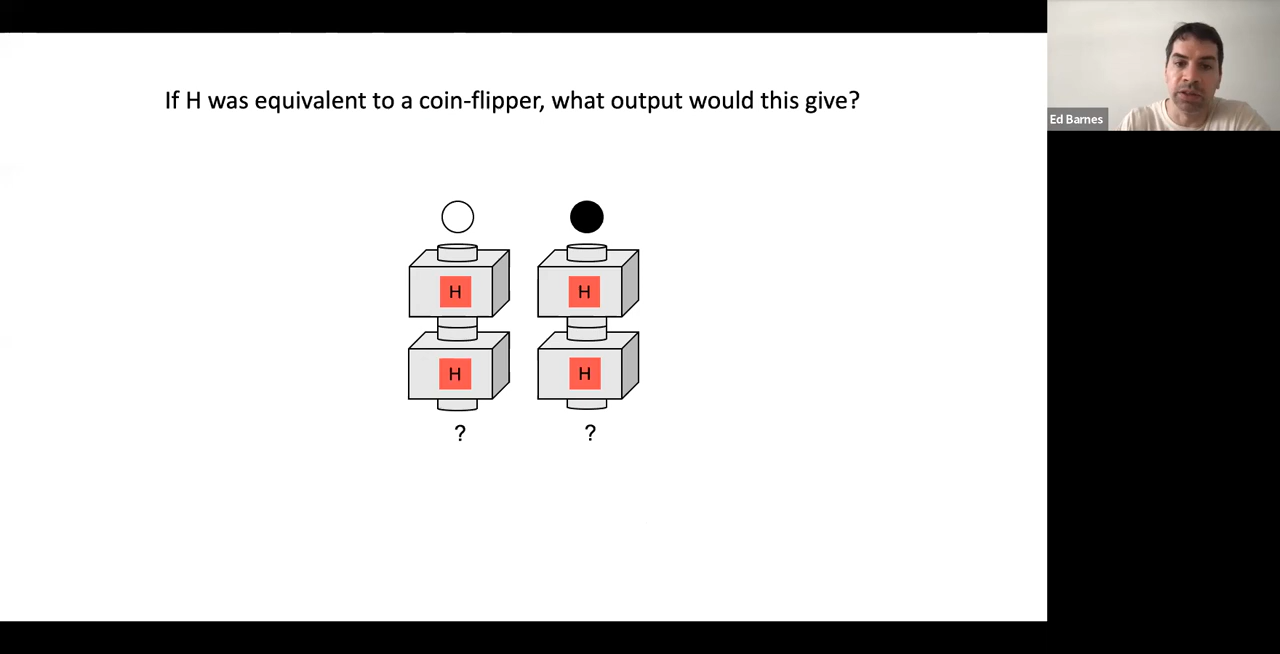 If H was equivalent to a coin-flipper, what output would this give?
Ed Barnes
H H
H H
? ?